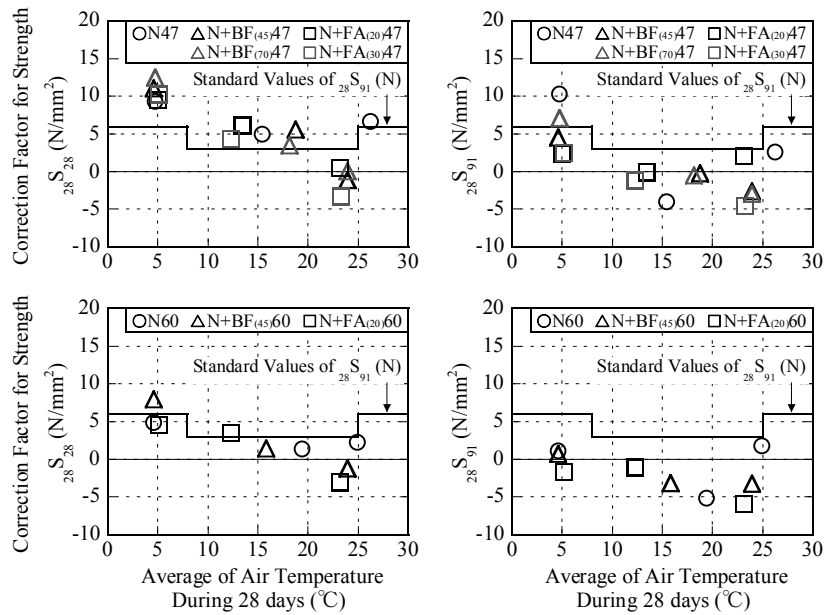 Correction Factor for Strength
₂₈S₂₈ (N/mm²)
20
15
10
5
0
-5
-10
N47 N+BF(45)47 N+FA(20)47
N+BF(70)47 N+FA(30)47
Standard Values of ₂₈S₉₁ (N)
0 5 10 15 20 25 30
₂₈S₉₁ (N/mm²)
20
15
10
5
0
-5
-10
N47 N+BF(45)47 N+FA(20)47
N+BF(70)47 N+FA(30)47
Standard Values of ₂₈S₉₁ (N)
0 5 10 15 20 25 30
Correction Factor for Strength
₂₈S₂₈ (N/mm²)
20
15
10
5
0
-5
-10
N60 N+BF(45)60 N+FA(20)60
Standard Values of ₂₈S₉₁ (N)
0 5 10 15 20 25 30
Average of Air Temperature
During 28 days (℃)
₂₈S₉₁ (N/mm²)
20
15
10
5
0
-5
-10
N60 N+BF(45)60 N+FA(20)60
Standard Values of ₂₈S₉₁ (N)
0 5 10 15 20 25 30
Average of Air Temperature
During 28 days (℃)